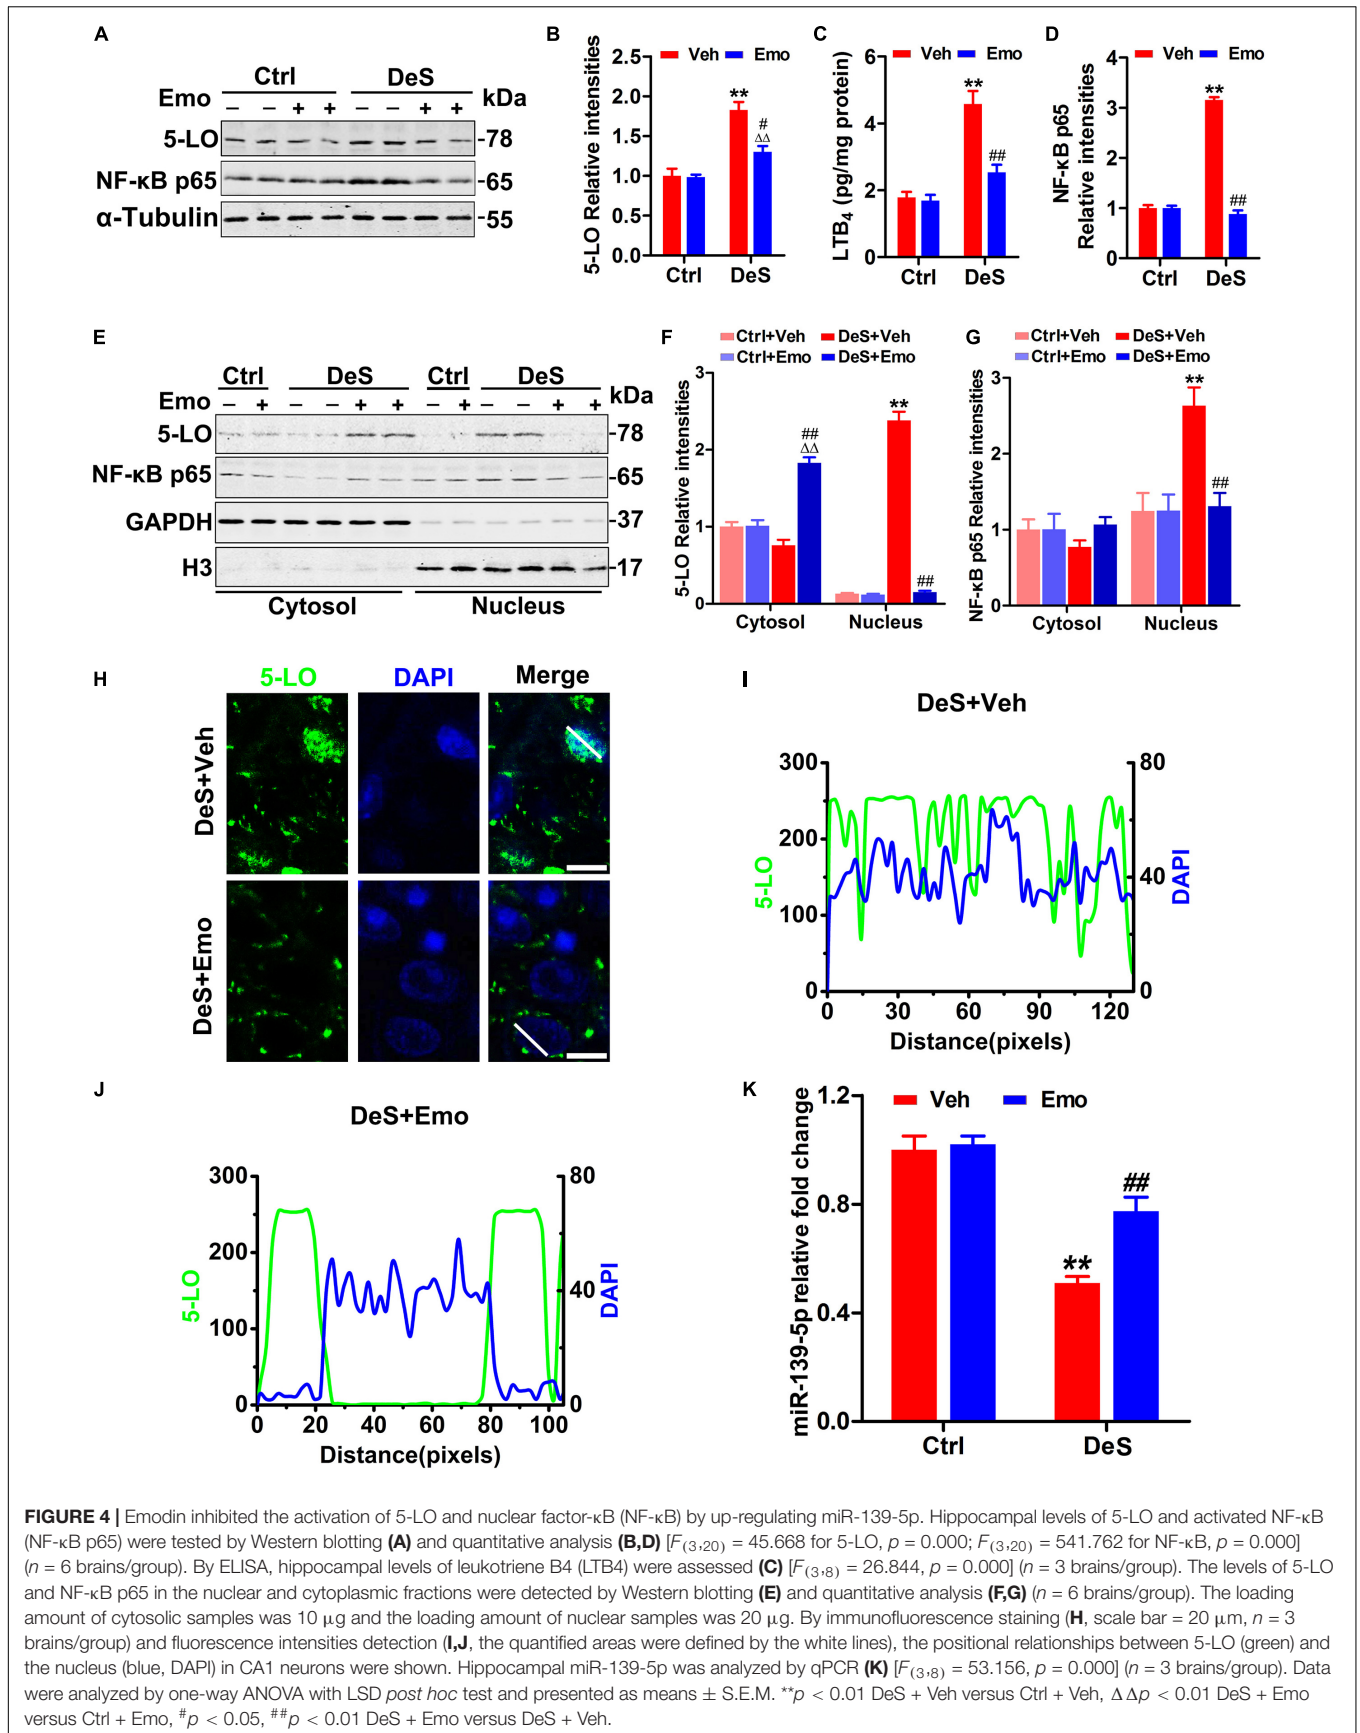 A
Ctrl DeS
Emo − − + + − − + + kDa
5-LO -78
NF-κB p65 -65
α-Tubulin -55
B
Veh Emo
5-LO Relative intensities
2.5
2.0
1.5
1.0
0.5
0.0
**
#
ΔΔ
Ctrl DeS
C
Veh Emo
LTB4 (pg/mg protein)
6
4
2
0
**
##
Ctrl DeS
D
Veh Emo
NF-κB p65
Relative intensities
4
3
2
1
0
**
##
Ctrl DeS
E
Ctrl DeS Ctrl DeS
Emo − + − − + + − + − − + + kDa
5-LO -78
NF-κB p65 -65
GAPDH -37
H3 -17
Cytosol Nucleus
F
Ctrl+Veh DeS+Veh
Ctrl+Emo DeS+Emo
5-LO Relative intensities
3
2
1
0
##
ΔΔ
**
##
Cytosol Nucleus
G
Ctrl+Veh DeS+Veh
Ctrl+Emo DeS+Emo
NF-κB p65 Relative intensities
3
2
1
0
**
##
Cytosol Nucleus
H
5-LO DAPI Merge
DeS+Veh
DeS+Emo
I
DeS+Veh
5-LO
300
200
150
100
0
DAPI
80
40
0
0 30 60 90 120
Distance(pixels)
J
DeS+Emo
5-LO
300
200
150
100
0
DAPI
80
40
0
0 20 40 60 80 100
Distance(pixels)
K
Veh Emo
miR-139-5p relative fold change
1.2
0.8
0.4
0.0
**
##
Ctrl DeS
FIGURE 4 | Emodin inhibited the activation of 5-LO and nuclear factor-κB (NF-κB) by up-regulating miR-139-5p. Hippocampal levels of 5-LO and activated NF-κB
(NF-κB p65) were tested by Western blotting (A) and quantitative analysis (B,D) [F(3,20) = 45.668 for 5-LO, p = 0.000; F(3,20) = 541.762 for NF-κB, p = 0.000]
(n = 6 brains/group). By ELISA, hippocampal levels of leukotriene B4 (LTB4) were assessed (C) [F(3,8) = 26.844, p = 0.000] (n = 3 brains/group). The levels of 5-LO
and NF-κB p65 in the nuclear and cytoplasmic fractions were detected by Western blotting (E) and quantitative analysis (F,G) (n = 6 brains/group). The loading
amount of cytosolic samples was 10 μg and the loading amount of nuclear samples was 20 μg. By immunofluorescence staining (H, scale bar = 20 μm, n = 3
brains/group) and fluorescence intensities detection (I,J, the quantified areas were defined by the white lines), the positional relationships between 5-LO (green) and
the nucleus (blue, DAPI) in CA1 neurons were shown. Hippocampal miR-139-5p was analyzed by qPCR (K) [F(3,8) = 53.156, p = 0.000] (n = 3 brains/group). Data
were analyzed by one-way ANOVA with LSD post hoc test and presented as means ± S.E.M. **p < 0.01 DeS + Veh versus Ctrl + Veh, ΔΔp < 0.01 DeS + Emo
versus Ctrl + Emo, #p < 0.05, ##p < 0.01 DeS + Emo versus DeS + Veh.